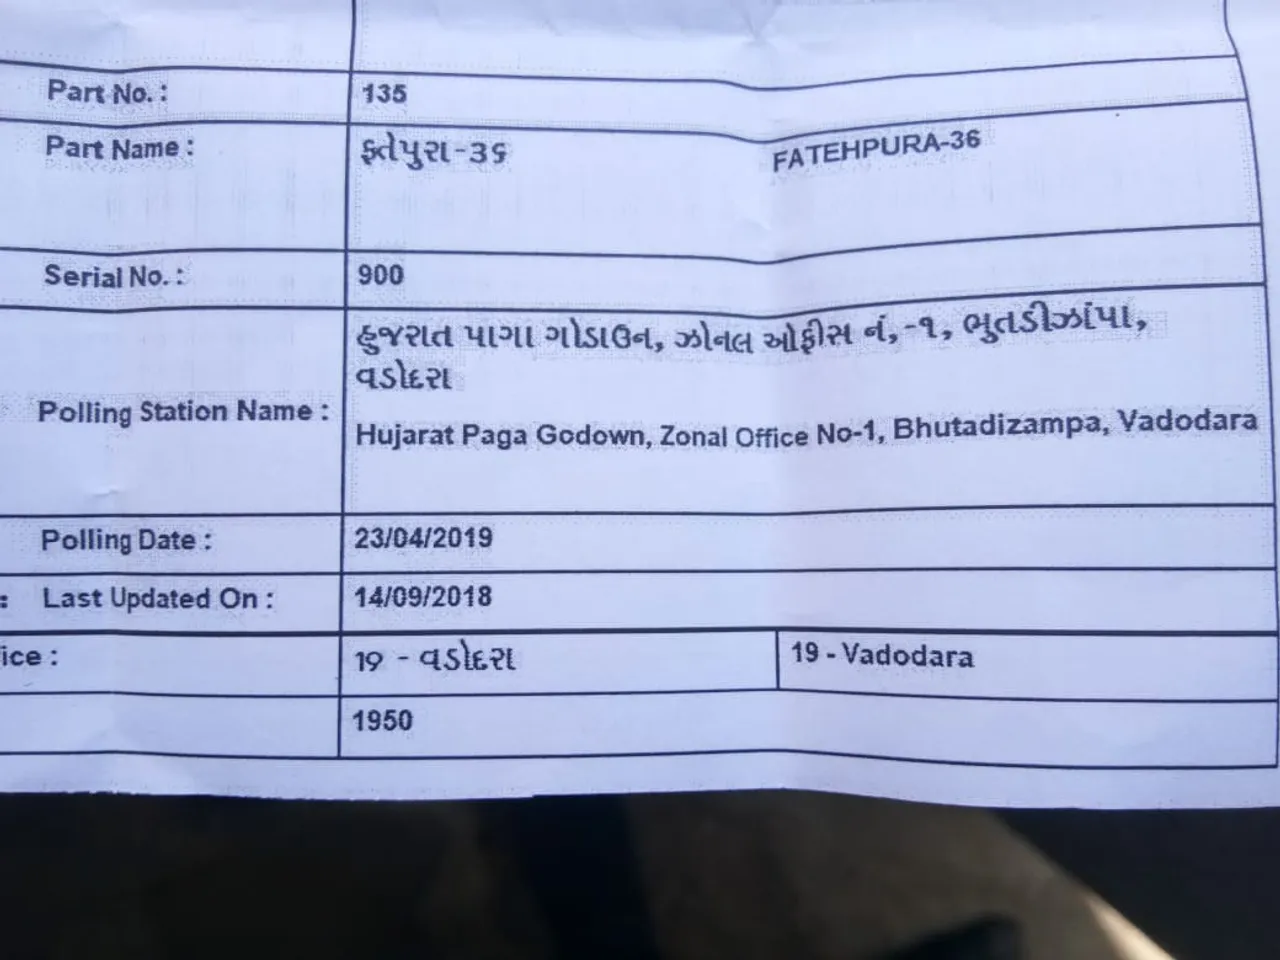 Part No. : 135
Part Name : ફતેપુરા-૩૬ FATEHPURA-36
Serial No. : 900
હુજરાત પાગા ગોડાઉન, ઝોનલ ઓફીસ નં,-૧, ભુતડીઝાંપા,
વડોદરા
Polling Station Name :
Hujarat Paga Godown, Zonal Office No-1, Bhutadizampa, Vadodara
Polling Date : 23/04/2019
: Last Updated On : 14/09/2018
ice : 19 - વડોદરા 19 - Vadodara
1950